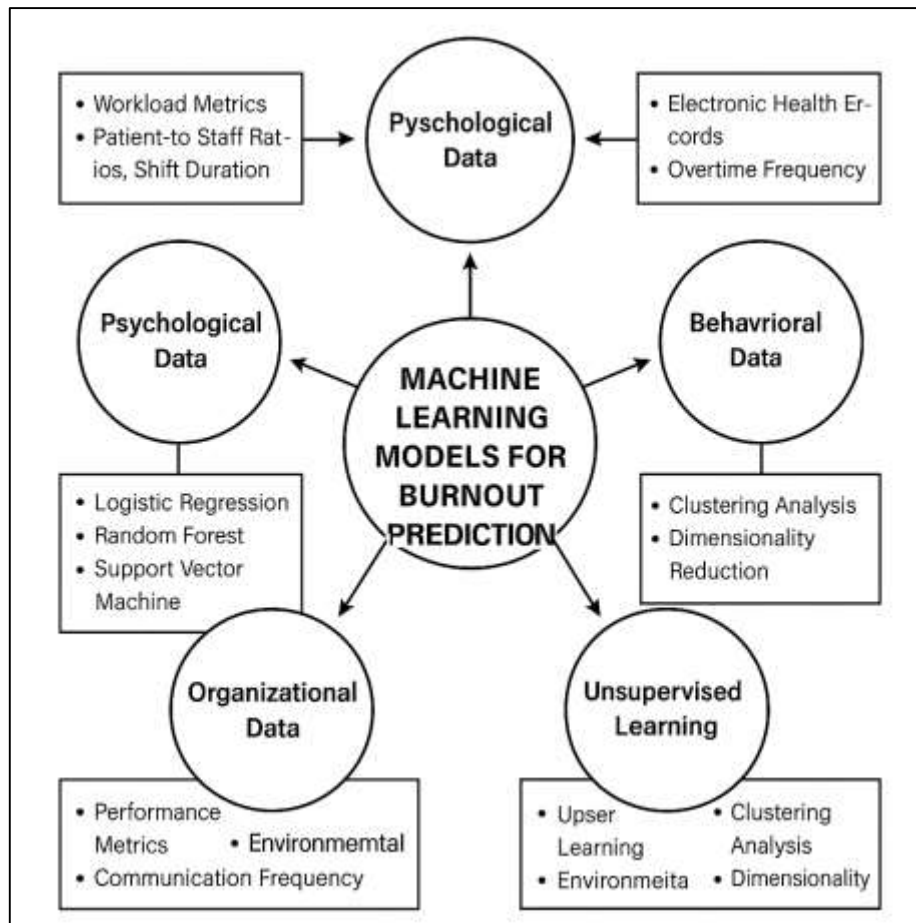 • Workload Metrics
• Patient-to Staff Rat-
ios, Shift Duration
Pyschological
Data
• Electronic Health Er-
cords
• Overtime Frequency
Psychological
Data
Behavrioral
Data
MACHINE
LEARNING
MODELS FOR
BURNOUT
PREDICTION
• Logistic Regression
• Random Forest
• Support Vector
Machine
• Clustering Analysis
• Dimensionality
Reduction
Organizational
Data
Unsupervised
Learning
• Performance
Metrics
• Environmemtal
• Communication Frequency
• Upser
Learning
• Environmeita
• Clustering
Analysis
• Dimensionality